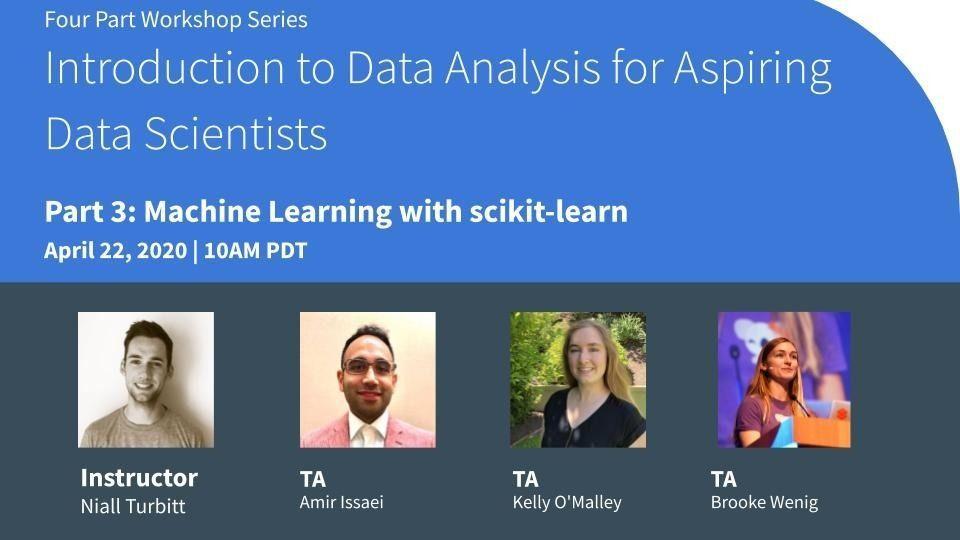 Four Part Workshop Series
Introduction to Data Analysis for Aspiring
Data Scientists
Part 3: Machine Learning with scikit-learn
April 22, 2020 | 10AM PDT
Instructor
Niall Turbitt
TA
Amir Issaei
TA
Kelly O'Malley
TA
Brooke Wenig